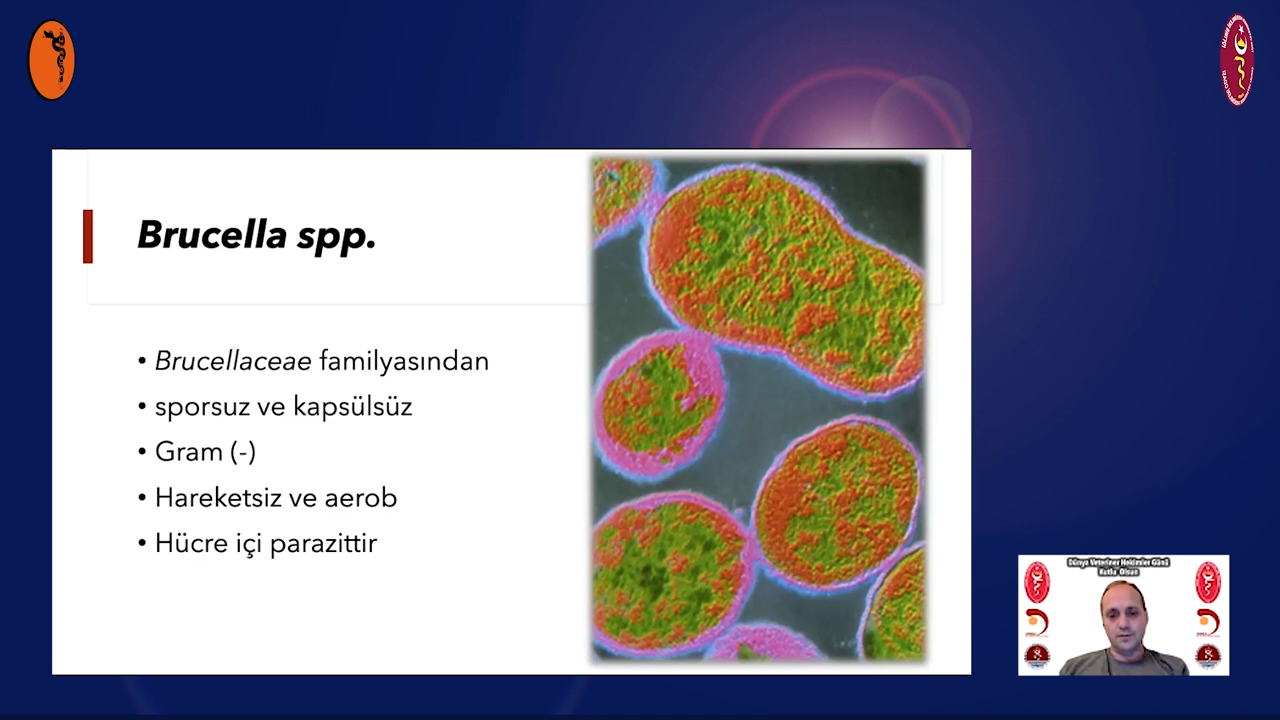 Brucella spp.
• Brucellaceae familyasından
• sporsuz ve kapsülsüz
• Gram (-)
• Hareketsiz ve aerob
• Hücre içi parazittir
Dünya Veteriner Hekimler Günü
Kutlu Olsun